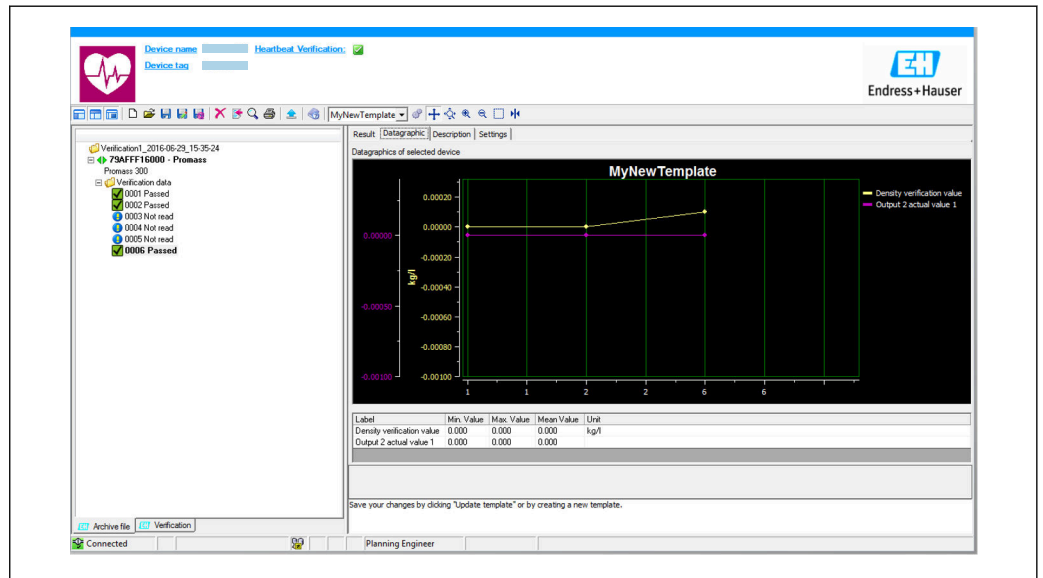 Device name Heartbeat Verification:
Device tag
EH
Endress+Hauser
MyNewTemplate
Result Datagraphic Description Settings
Datagraphics of selected device
Verification1_2016-06-29_15-35-24
79AFFF16000 - Promass
Promass 300
Verification data
0001 Passed
0002 Passed
0003 Not read
0004 Not read
0005 Not read
0006 Passed
MyNewTemplate
Density verification value
Output 2 actual value 1
0.00020
0.00000
-0.00020
-0.00040
-0.00060
-0.00080
-0.00100
0.00000
-0.00050
-0.00100
kg/l
1 1 2 2 6 6
Label Min. Value Max. Value Mean Value Unit
Density verification value 0.000 0.000 0.000 kg/l
Output 2 actual value 1 0.000 0.000 0.000
Save your changes by clicking "Update template" or by creating a new template.
EH Archive file EH Verification
Connected Planning Engineer